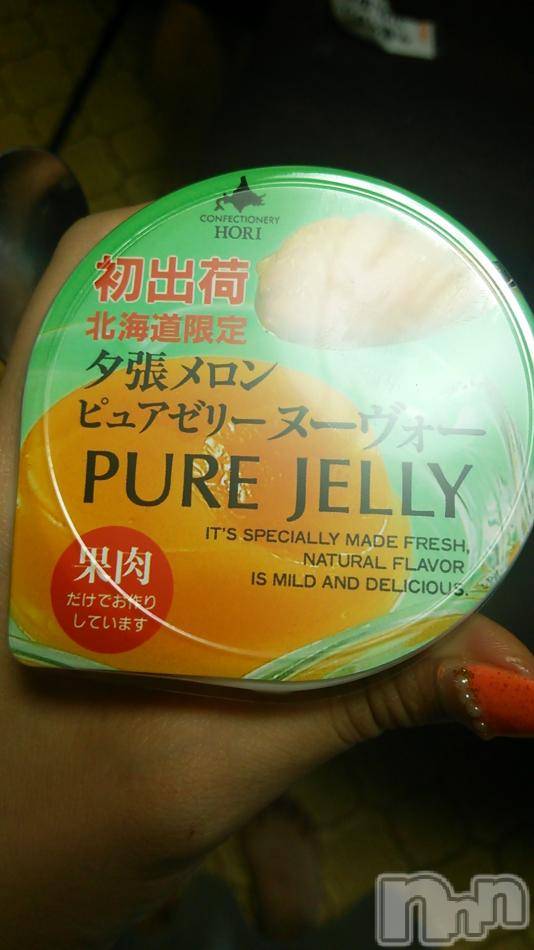 CONFECTIONERY
HORI
初出荷
北海道限定
夕張メロン
ピュアゼリーヌーヴォー
PURE JELLY
IT'S SPECIALLY MADE FRESH,
NATURAL FLAVOR
IS MILD AND DELICIOUS.
果肉
だけでお作り
しています
nnn